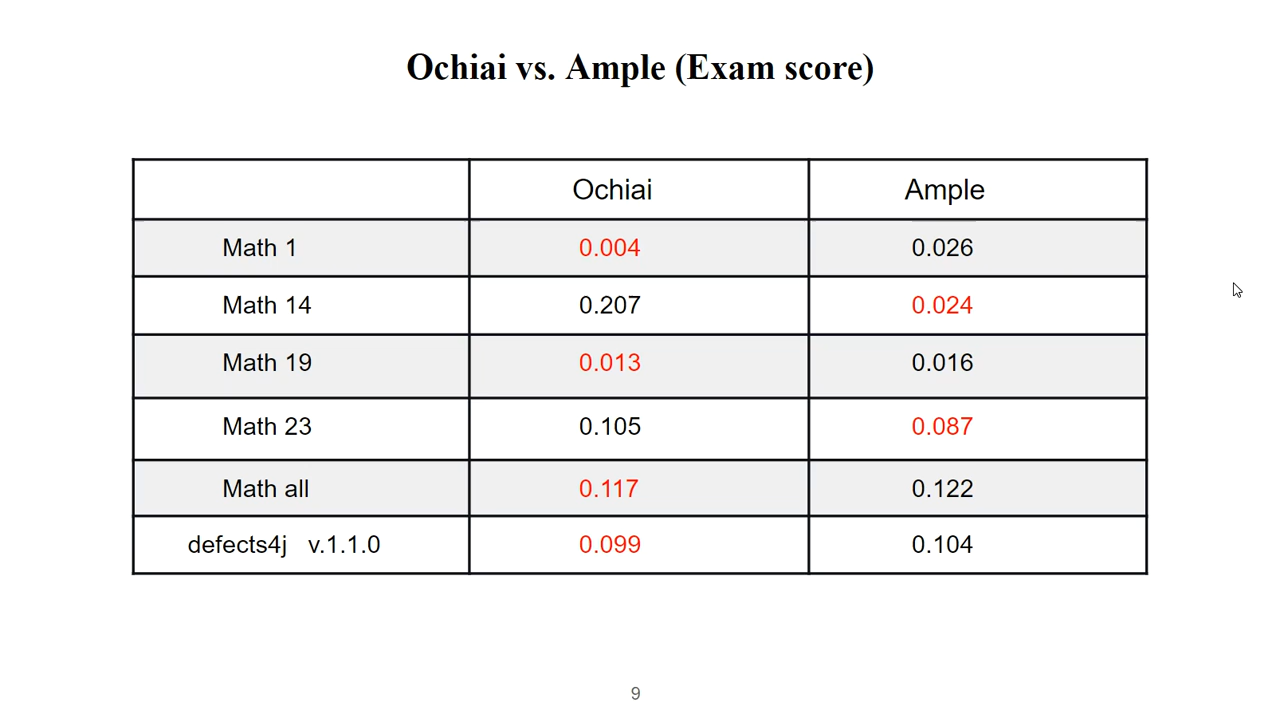 Ochiai vs. Ample (Exam score)
Ochiai Ample
Math 1 0.004 0.026
Math 14 0.207 0.024
Math 19 0.013 0.016
Math 23 0.105 0.087
Math all 0.117 0.122
defects4j v.1.1.0 0.099 0.104
9